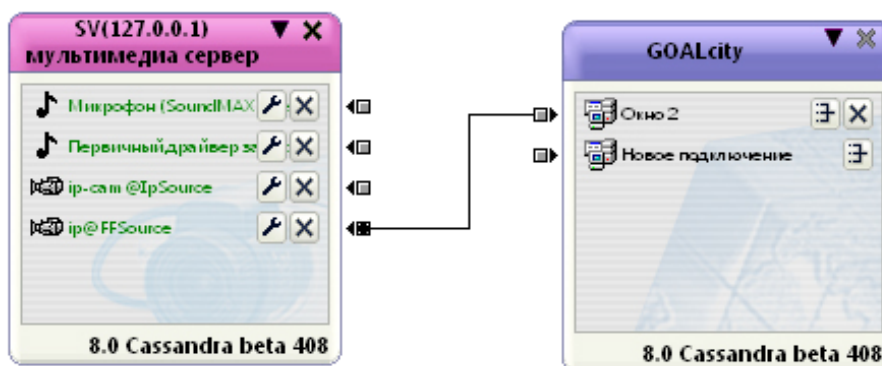 SV(127.0.0.1)
мультимедиа сервер
Микрофон (SoundMAX
Первичный драйвер за
ip-cam @IpSource
ip@FFSource
8.0 Cassandra beta 408
GOALcity
Окно 2
Новое подключение
8.0 Cassandra beta 408